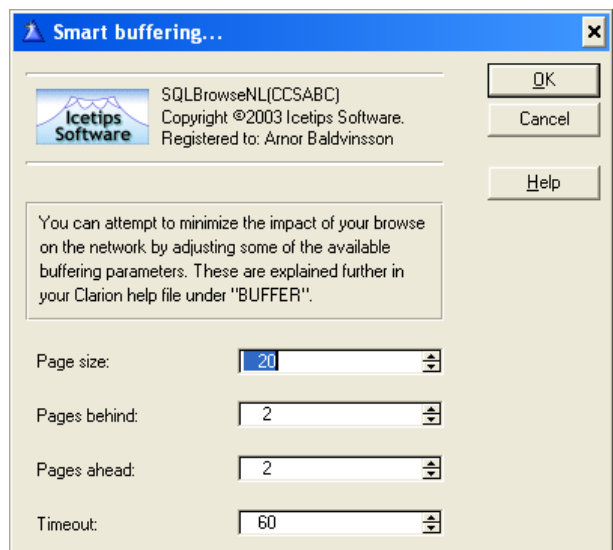 Smart buffering...
Icetips
Software
SQLBrowseNL(CCSABC)
Copyright ©2003 Icetips Software.
Registered to: Arnor Baldvinsson
OK
Cancel
Help
You can attempt to minimize the impact of your browse
on the network by adjusting some of the available
buffering parameters. These are explained further in
your Clarion help file under "BUFFER".
Page size: 20
Pages behind: 2
Pages ahead: 2
Timeout: 60